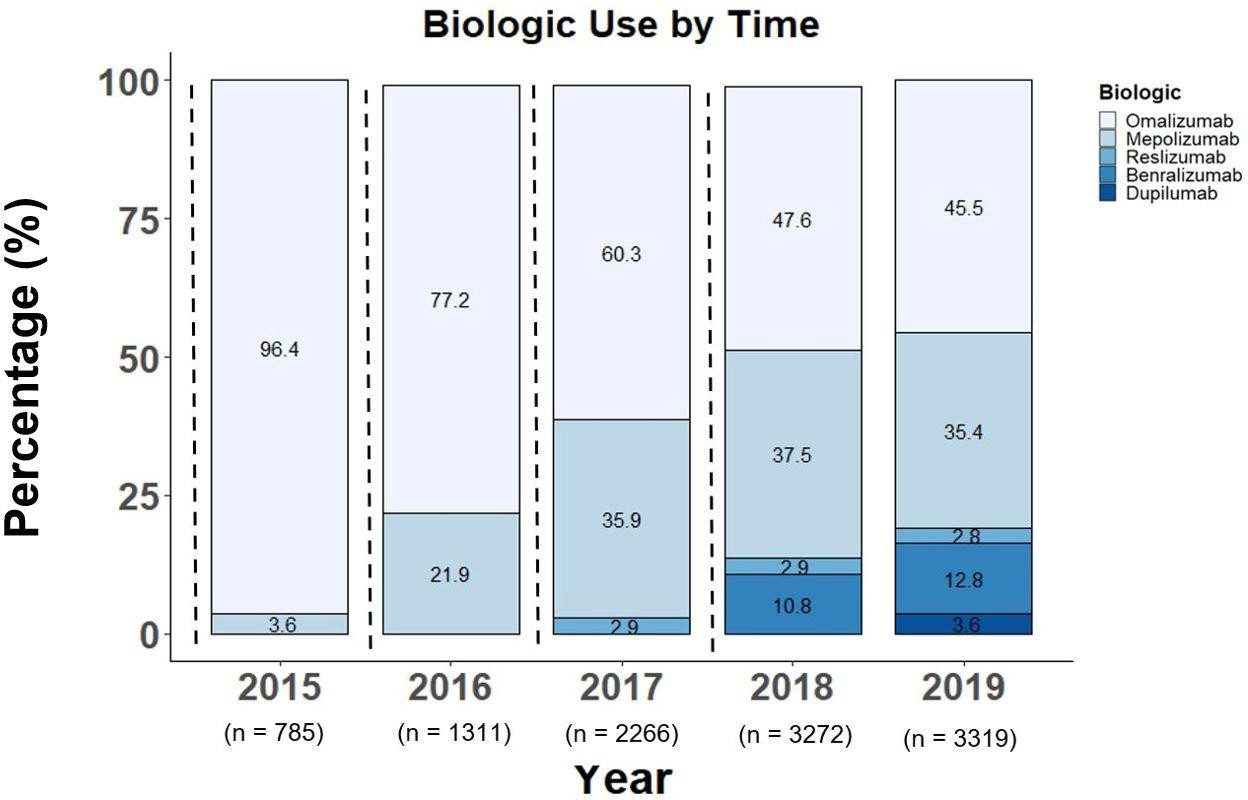 Biologic Use by Time
Percentage (%)
100
75
50
25
0
96.4
3.6
77.2
21.9
60.3
35.9
2.9
47.6
37.5
2.9
10.8
45.5
35.4
2.8
12.8
3.6
2015
2016
2017
2018
2019
(n = 785)
(n = 1311)
(n = 2266)
(n = 3272)
(n = 3319)
Year
Biologic
Omalizumab
Mepolizumab
Reslizumab
Benralizumab
Dupilumab